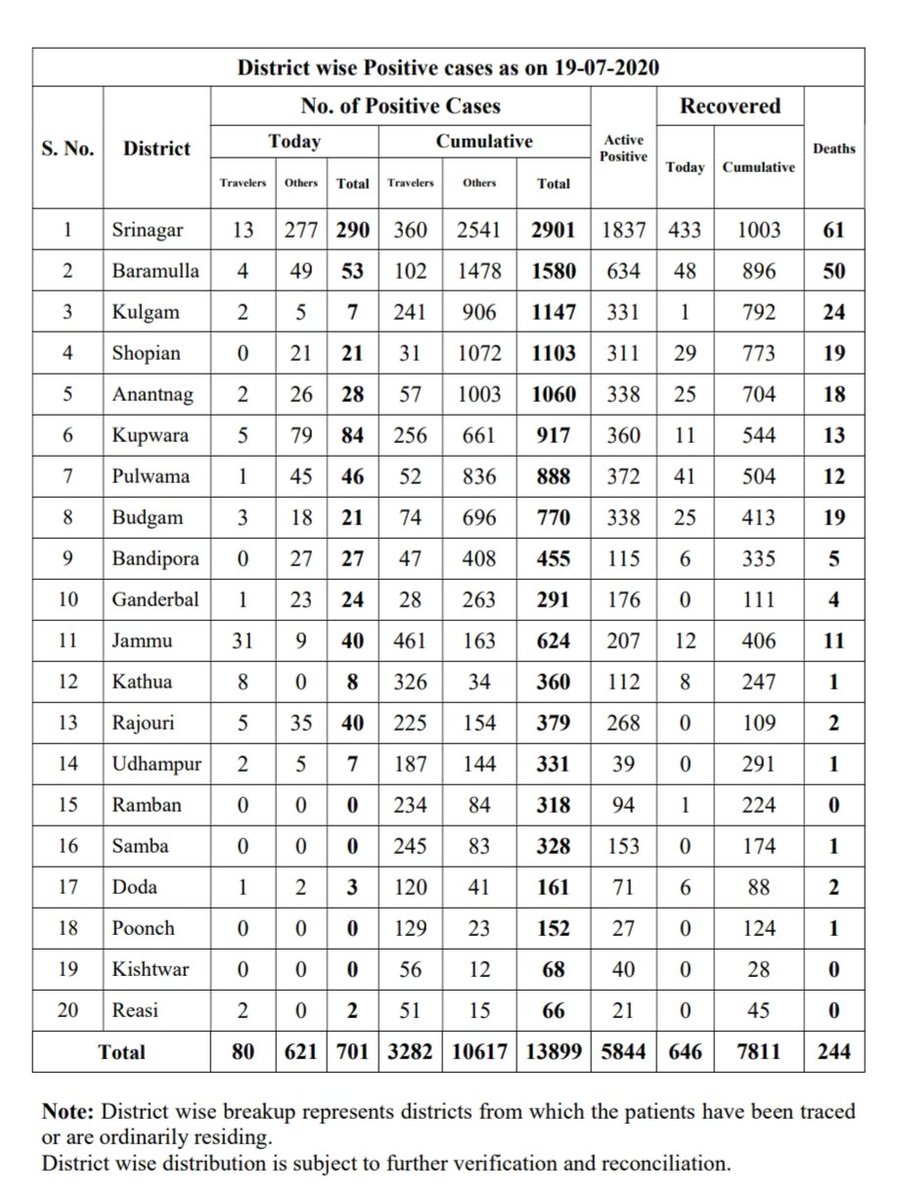 District wise Positive cases as on 19-07-2020
S. No. District No. of Positive Cases Active Positive Recovered Deaths
Today Cumulative Today Cumulative
Travelers Others Total Travelers Others Total
1 Srinagar 13 277 290 360 2541 2901 1837 433 1003 61
2 Baramulla 4 49 53 102 1478 1580 634 48 896 50
3 Kulgam 2 5 7 241 906 1147 331 1 792 24
4 Shopian 0 21 21 31 1072 1103 311 29 773 19
5 Anantnag 2 26 28 57 1003 1060 338 25 704 18
6 Kupwara 5 79 84 256 661 917 360 11 544 13
7 Pulwama 1 45 46 52 836 888 372 41 504 12
8 Budgam 3 18 21 74 696 770 338 25 413 19
9 Bandipora 0 27 27 47 408 455 115 6 335 5
10 Ganderbal 1 23 24 28 263 291 176 0 111 4
11 Jammu 31 9 40 461 163 624 207 12 406 11
12 Kathua 8 0 8 326 34 360 112 8 247 1
13 Rajouri 5 35 40 225 154 379 268 0 109 2
14 Udhampur 2 5 7 187 144 331 39 0 291 1
15 Ramban 0 0 0 234 84 318 94 1 224 0
16 Samba 0 0 0 245 83 328 153 0 174 1
17 Doda 1 2 3 120 41 161 71 6 88 2
18 Poonch 0 0 0 129 23 152 27 0 124 1
19 Kishtwar 0 0 0 56 12 68 40 0 28 0
20 Reasi 2 0 2 51 15 66 21 0 45 0
Total 80 621 701 3282 10617 13899 5844 646 7811 244
Note: District wise breakup represents districts from which the patients have been traced
or are ordinarily residing.
District wise distribution is subject to further verification and reconciliation.